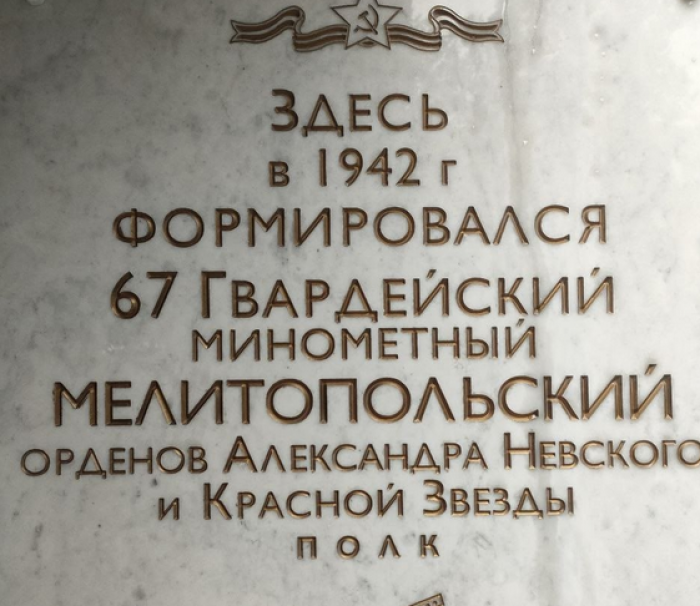 ЗДЕСЬ
в 1942 г
ФОРМИРОВАЛСЯ
67 ГВАРДЕЙСКИЙ
МИНОМЕТНЫЙ
МЕЛИТОПОЛЬСКИЙ
ОРДЕНОВ АЛЕКСАНДРА НЕВСКОГО
и КРАСНОЙ ЗВЕЗДЫ
ПОЛК